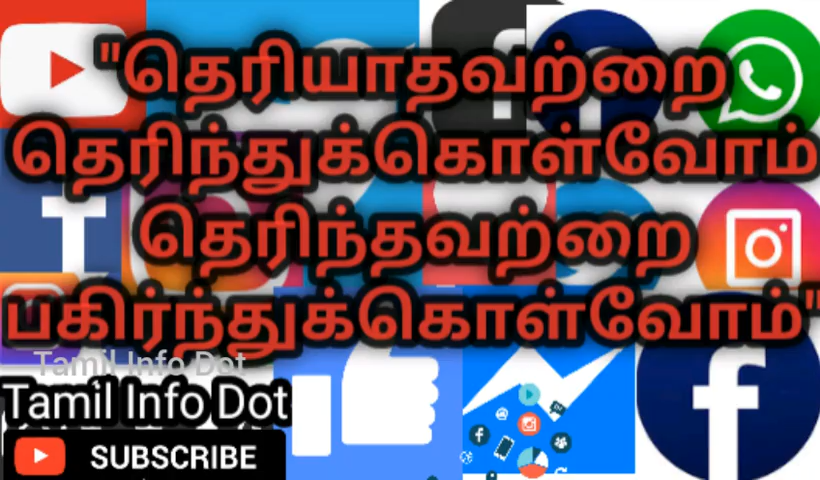 "தெரியாதவற்றை
தெரிந்துக்கொள்வோம்
தெரிந்தவற்றை
பகிர்ந்துக்கொள்வோம்"
Tamil Info Dot
Tamil Info Dot
SUBSCRIBE